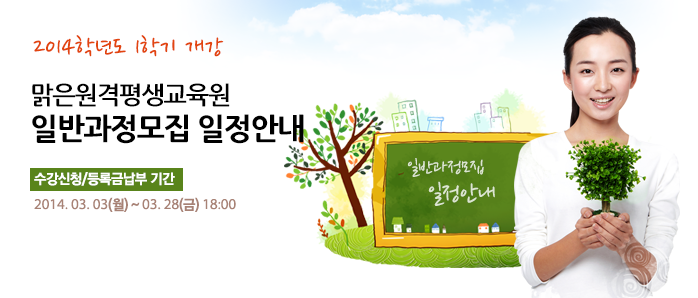 2014학년도 1학기 개강
맑은원격평생교육원
일반과정모집 일정안내
수강신청/등록금납부 기간
2014. 03. 03(월) ~ 03. 28(금) 18:00
일반과정모집
일정안내